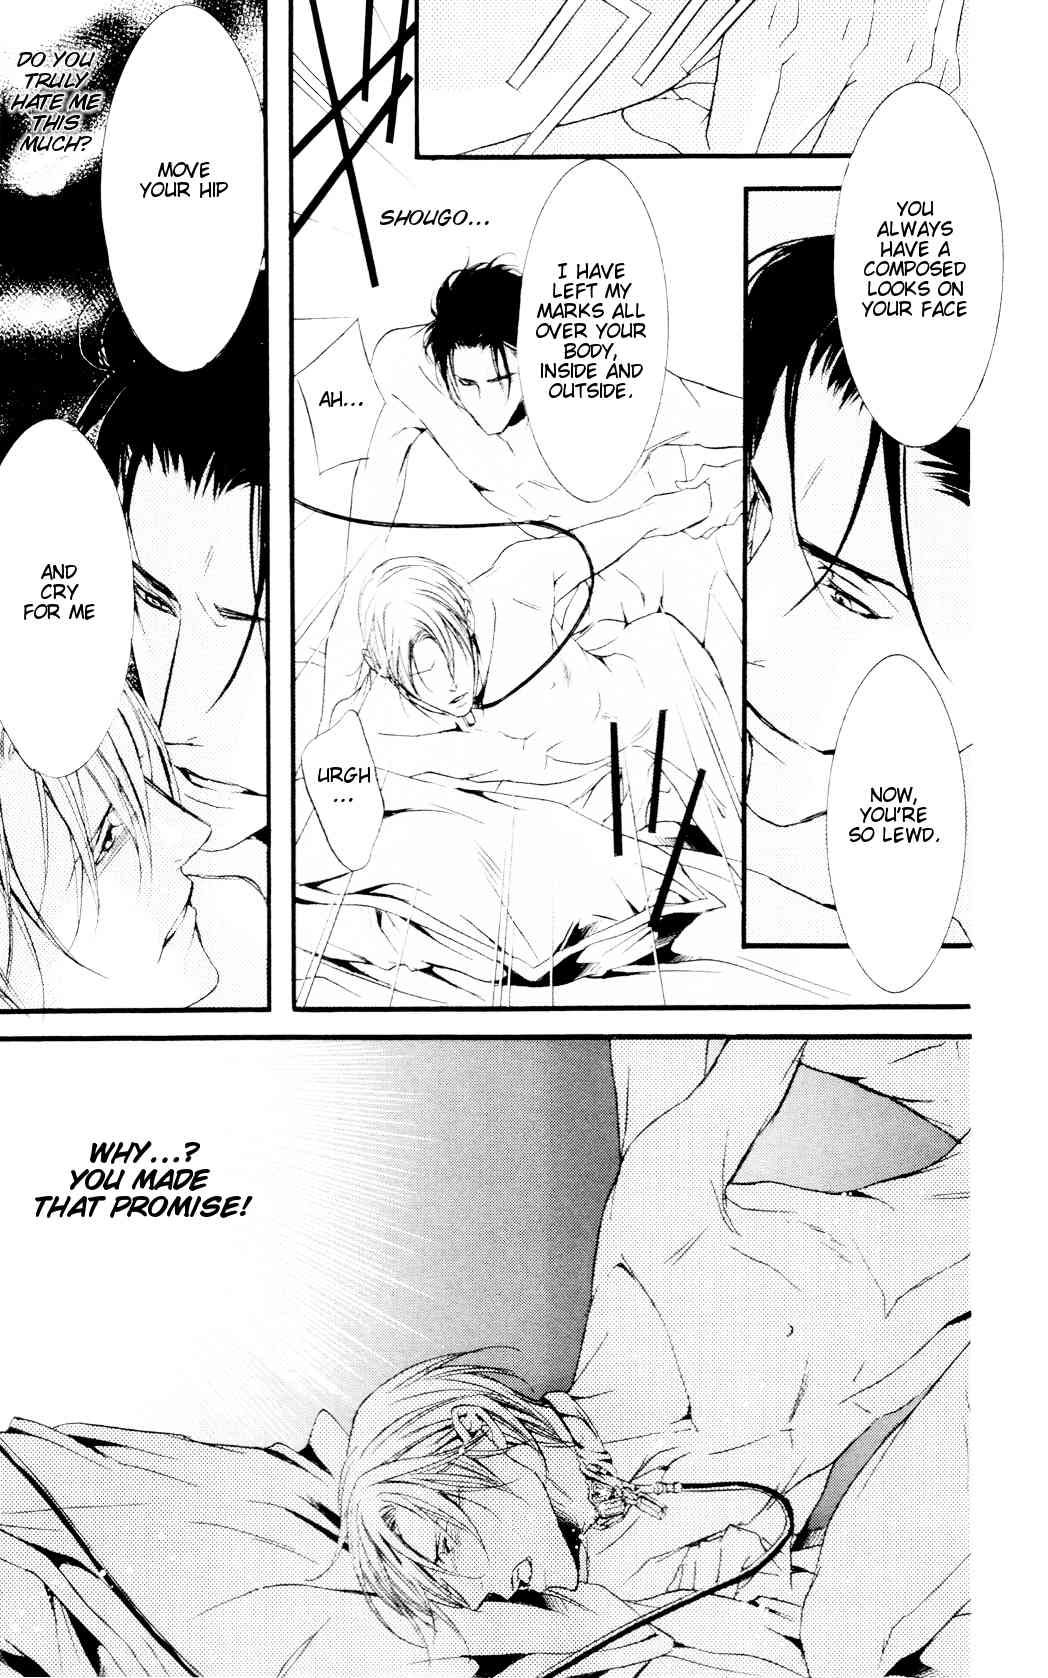 YOU
ALWAYS
HAVE A
COMPOSED
LOOKS ON
YOUR FACE
NOW,
YOU'RE
SO LEWD.
I HAVE
LEFT MY
MARKS ALL
OVER YOUR
BODY,
INSIDE AND
OUTSIDE.
SHOUGO...
AH...
URGH
...
MOVE
YOUR HIP
DO YOU
TRULY
HATE ME
THIS
MUCH?
AND
CRY
FOR ME
WHY...?
YOU MADE
THAT PROMISE!